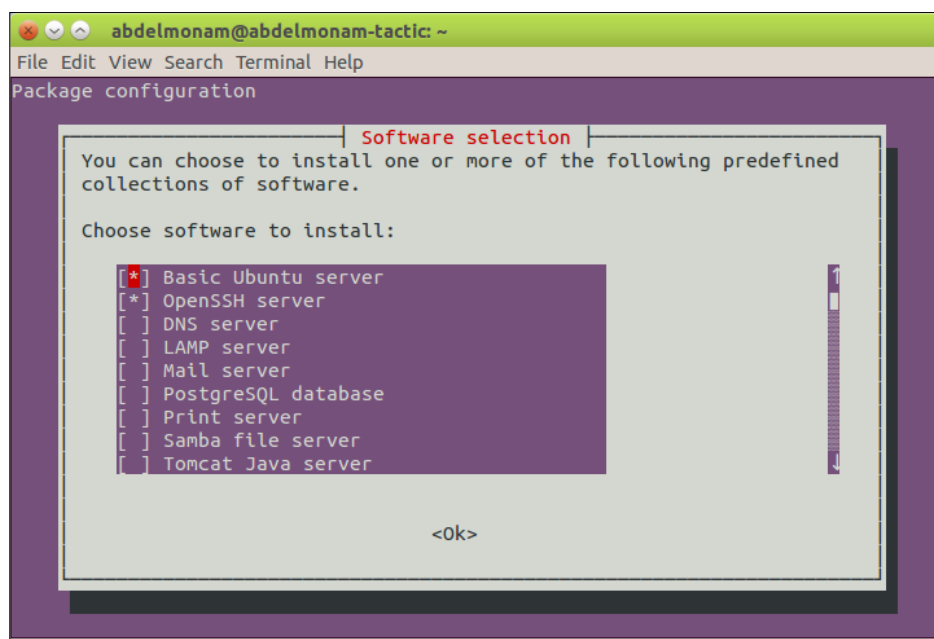 abdelmonam@abdelmonam-tactic: ~
File Edit View Search Terminal Help
Package configuration
Software selection
You can choose to install one or more of the following predefined
collections of software.
Choose software to install:
[*] Basic Ubuntu server
[*] OpenSSH server
[ ] DNS server
[ ] LAMP server
[ ] Mail server
[ ] PostgreSQL database
[ ] Print server
[ ] Samba file server
[ ] Tomcat Java server
<Ok>